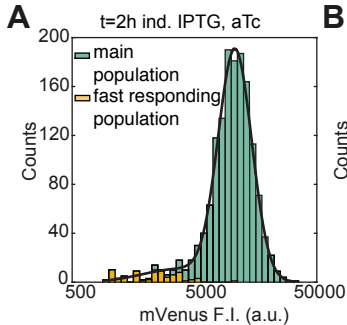 A
t=2h ind. IPTG, aTc
B
200
160
120
80
40
0
Counts
main
population
fast responding
population
500
5000
50000
mVenus F.I. (a.u.)
Counts